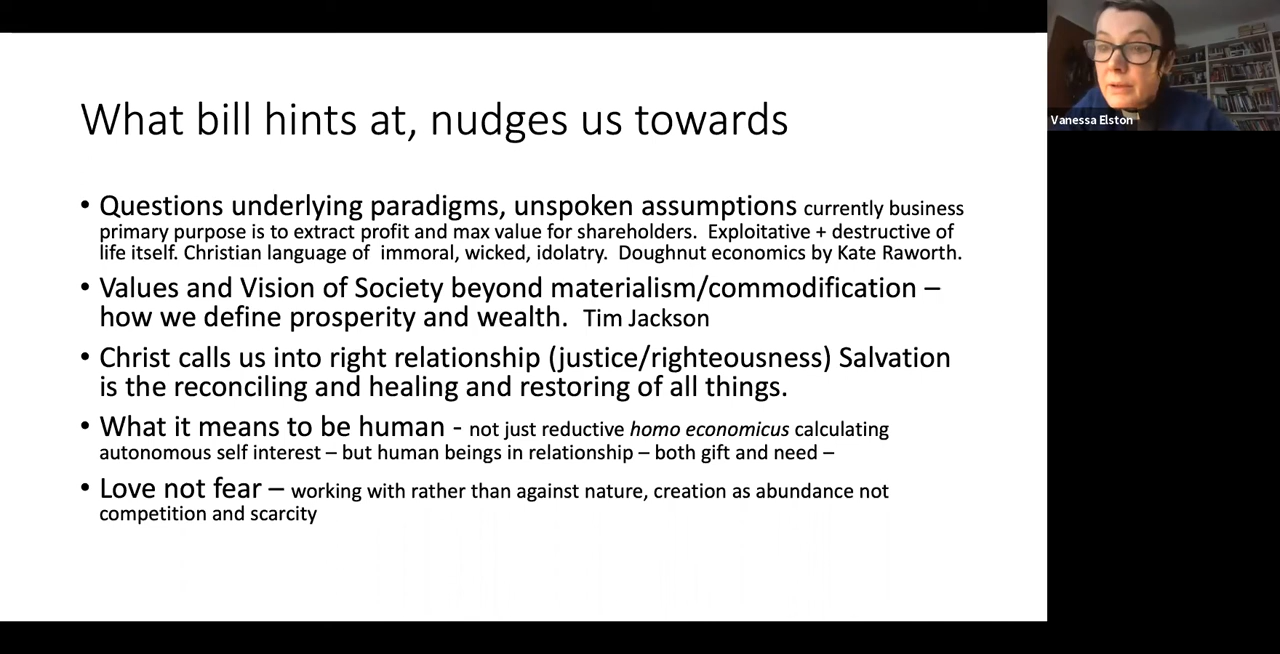 What bill hints at, nudges us towards
• Questions underlying paradigms, unspoken assumptions currently business
primary purpose is to extract profit and max value for shareholders. Exploitative + destructive of
life itself. Christian language of immoral, wicked, idolatry. Doughnut economics by Kate Raworth.
• Values and Vision of Society beyond materialism/commodification –
how we define prosperity and wealth. Tim Jackson
• Christ calls us into right relationship (justice/righteousness) Salvation
is the reconciling and healing and restoring of all things.
• What it means to be human - not just reductive homo economicus calculating
autonomous self interest – but human beings in relationship – both gift and need –
• Love not fear – working with rather than against nature, creation as abundance not
competition and scarcity
Vanessa Elston